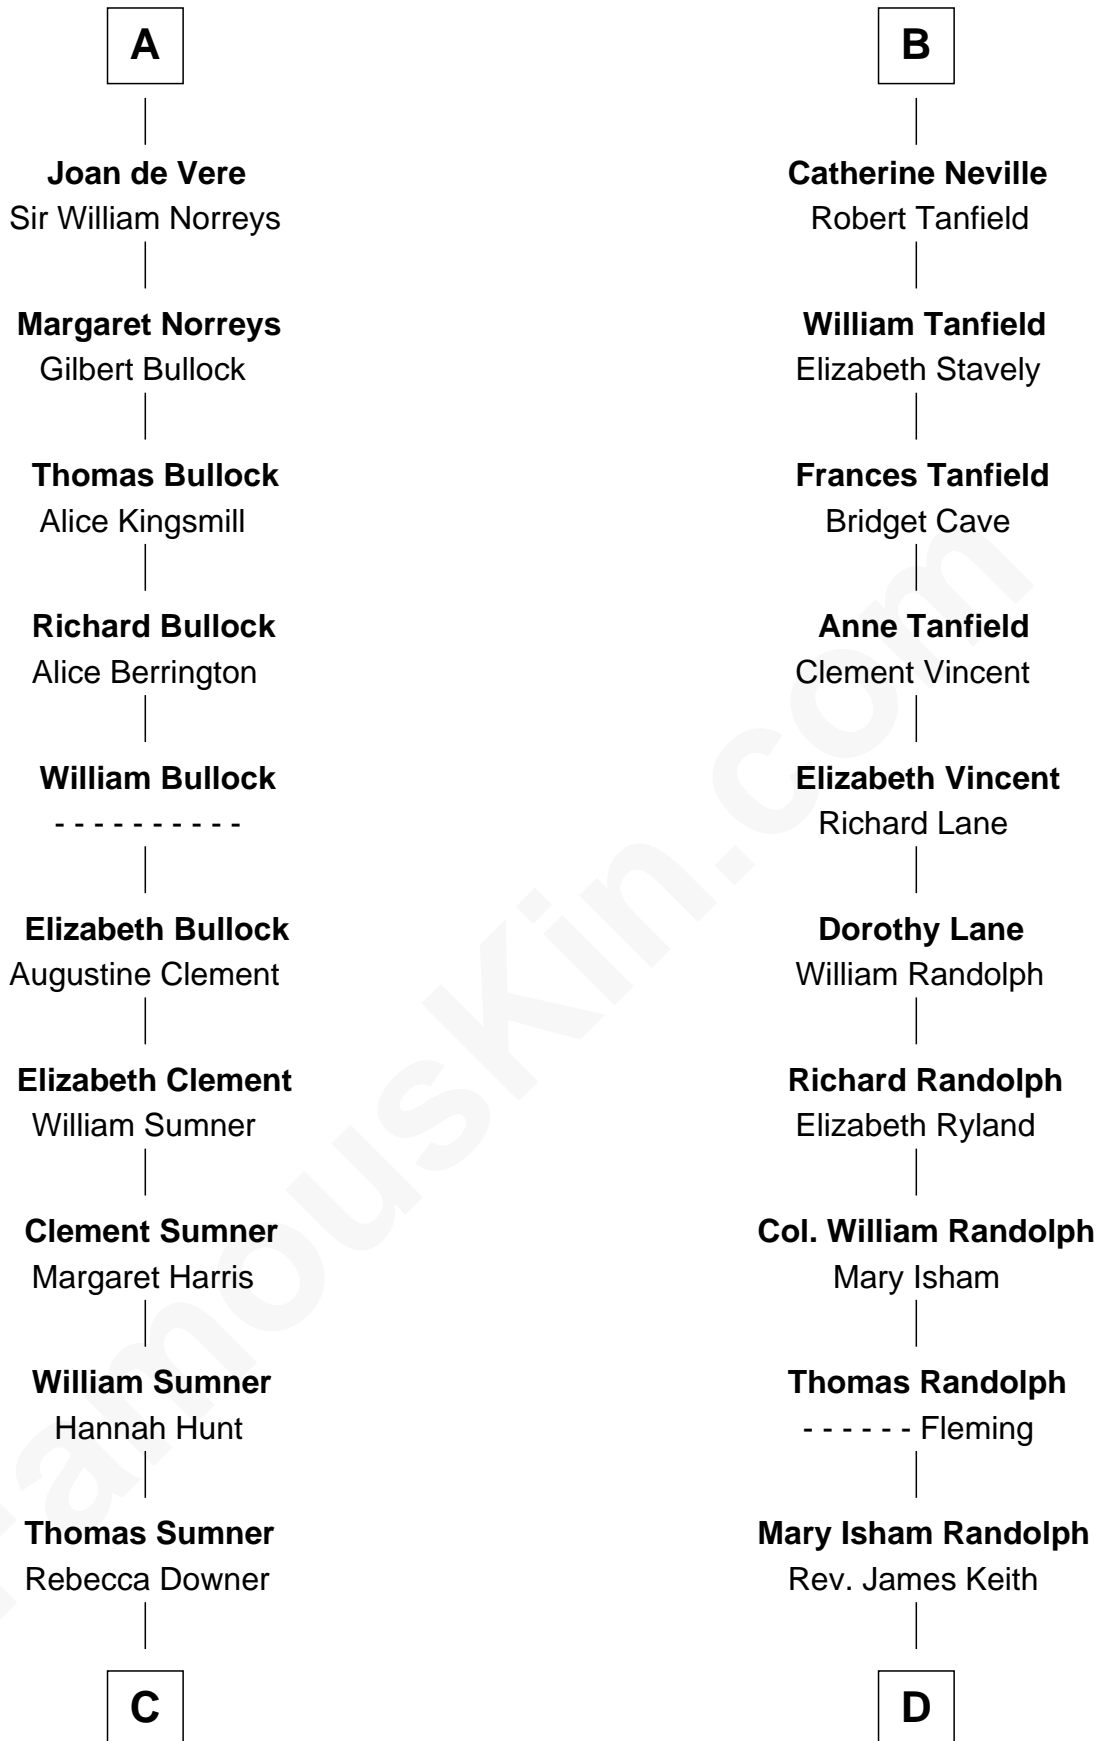 A
Joan de Vere
Sir William Norreys
Margaret Norreys
Gilbert Bullock
Thomas Bullock
Alice Kingsmill
Richard Bullock
Alice Berrington
William Bullock
- - - - - - - - - -
Elizabeth Bullock
Augustine Clement
Elizabeth Clement
William Sumner
Clement Sumner
Margaret Harris
William Sumner
Hannah Hunt
Thomas Sumner
Rebecca Downer
C
B
Catherine Neville
Robert Tanfield
William Tanfield
Elizabeth Stavely
Frances Tanfield
Bridget Cave
Anne Tanfield
Clement Vincent
Elizabeth Vincent
Richard Lane
Dorothy Lane
William Randolph
Richard Randolph
Elizabeth Ryland
Col. William Randolph
Mary Isham
Thomas Randolph
- - - - - - Fleming
Mary Isham Randolph
Rev. James Keith
D
FamousKin.com